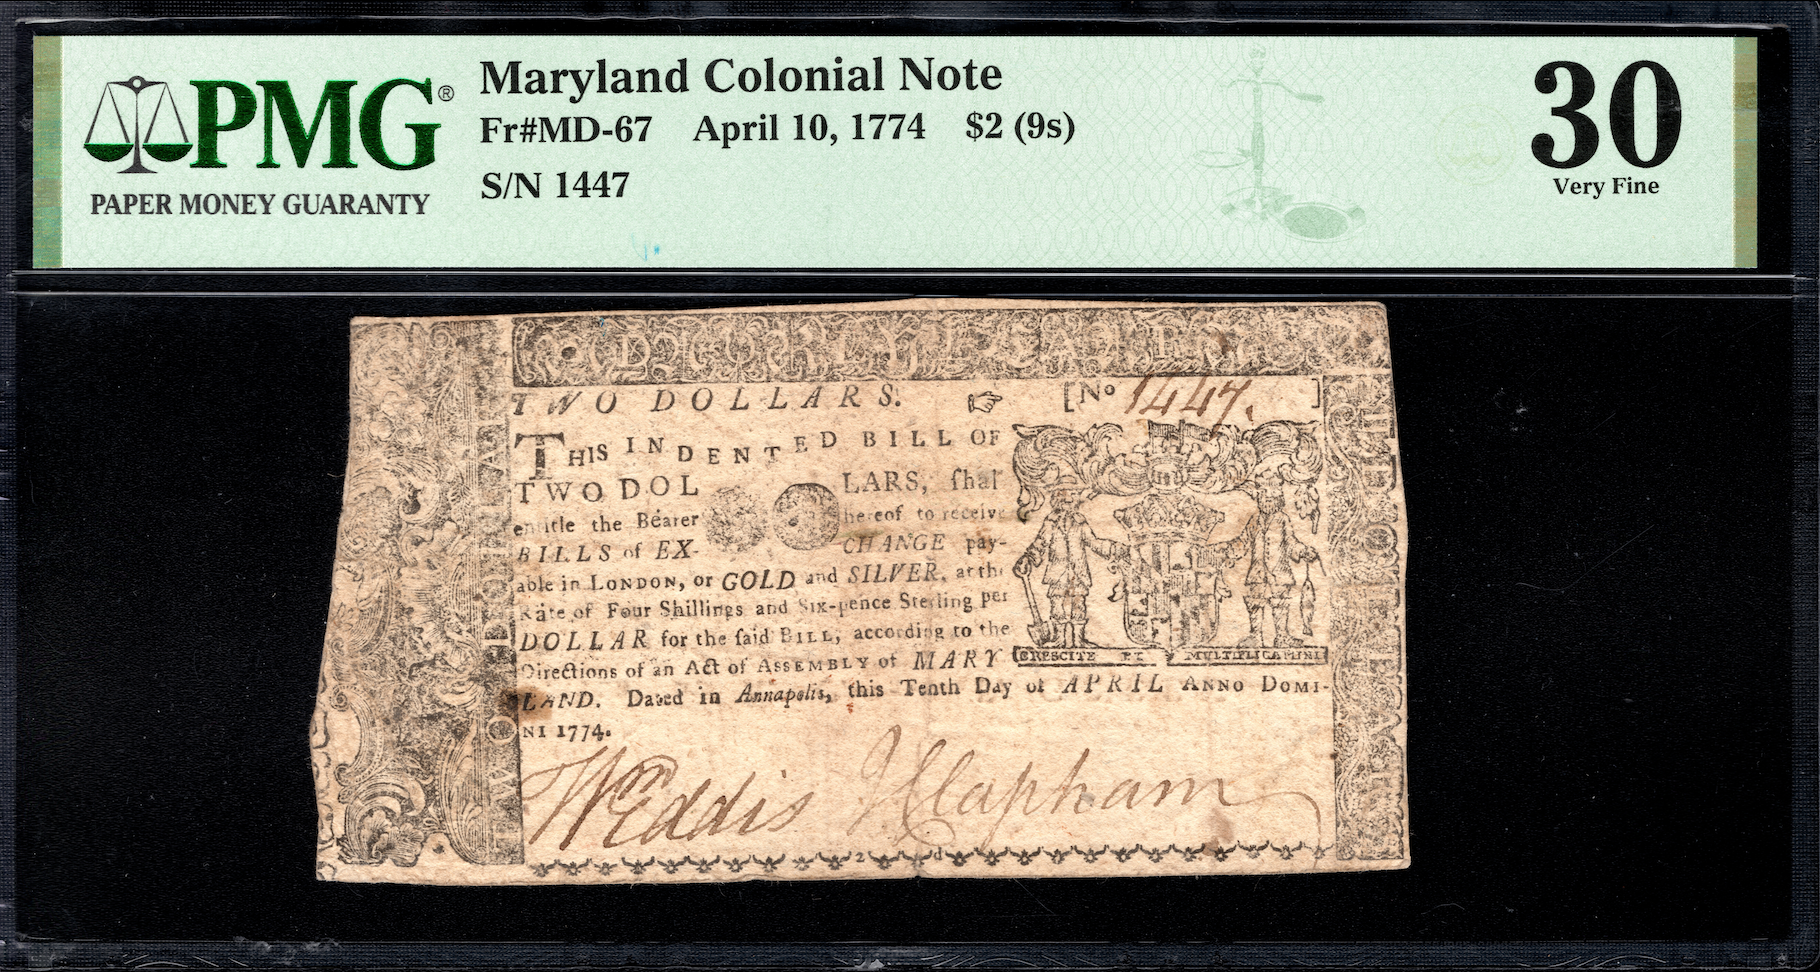 PMG®
PAPER MONEY GUARANTY
Maryland Colonial Note
Fr#MD-67 April 10, 1774 $2 (9s)
S/N 1447
30
Very Fine
TWO DOLLARS. [No 1447. ]
THIS INDENTED BILL OF
TWO DOL LARS, ſhal
entitle the Bearer hereof to receive
BILLS of EX- CHANGE pay-
able in LONDON, or GOLD and SILVER, at the
Rate of Four Shillings and Six-pence Sterling per
DOLLAR for the ſaid BILL, according to the
Directions of an Act of ASSEMBLY of MARY
LAND. Dated in Annapolis, this Tenth Day of APRIL ANNO DOMI-
NI 1774.
CRESCITE ET MULTIPLICAMINI
W Eddis J Clapham
2 d